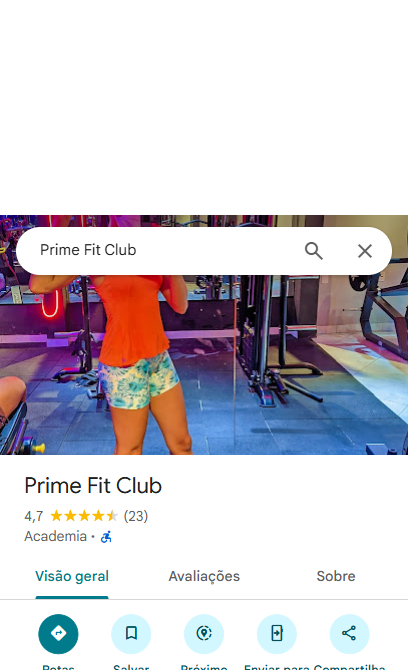 Prime Fit Club
Prime Fit Club
4,7 (23)
Academia ·
Visão geral Avaliações Sobre
Rotas Salvar Próximo Enviar para Compartilhar